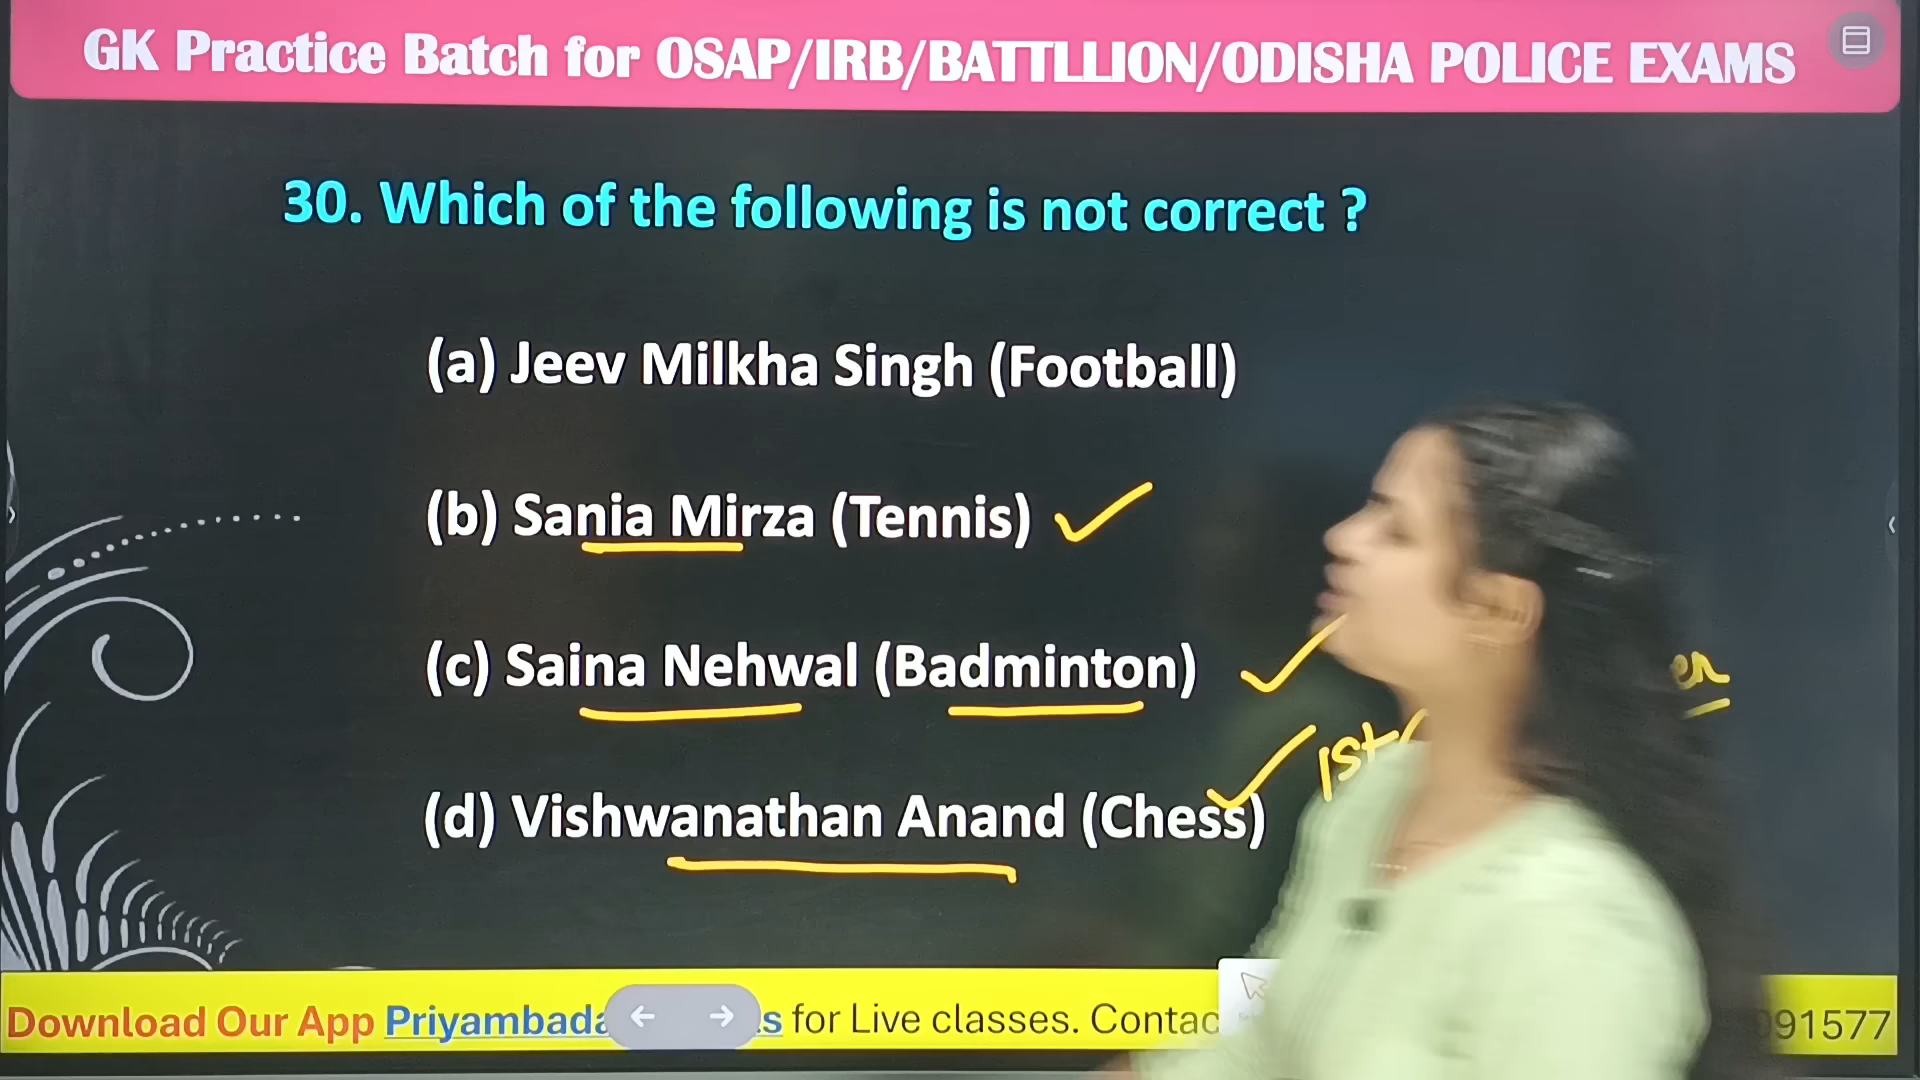 GK Practice Batch for OSAP/IRB/BATTLLION/ODISHA POLICE EXAMS
30. Which of the following is not correct ?
(a) Jeev Milkha Singh (Football)
(b) Sania Mirza (Tennis)
(c) Saina Nehwal (Badminton)
(d) Vishwanathan Anand (Chess)
1st
Download Our App Priyambada for Live classes. Contac 91577